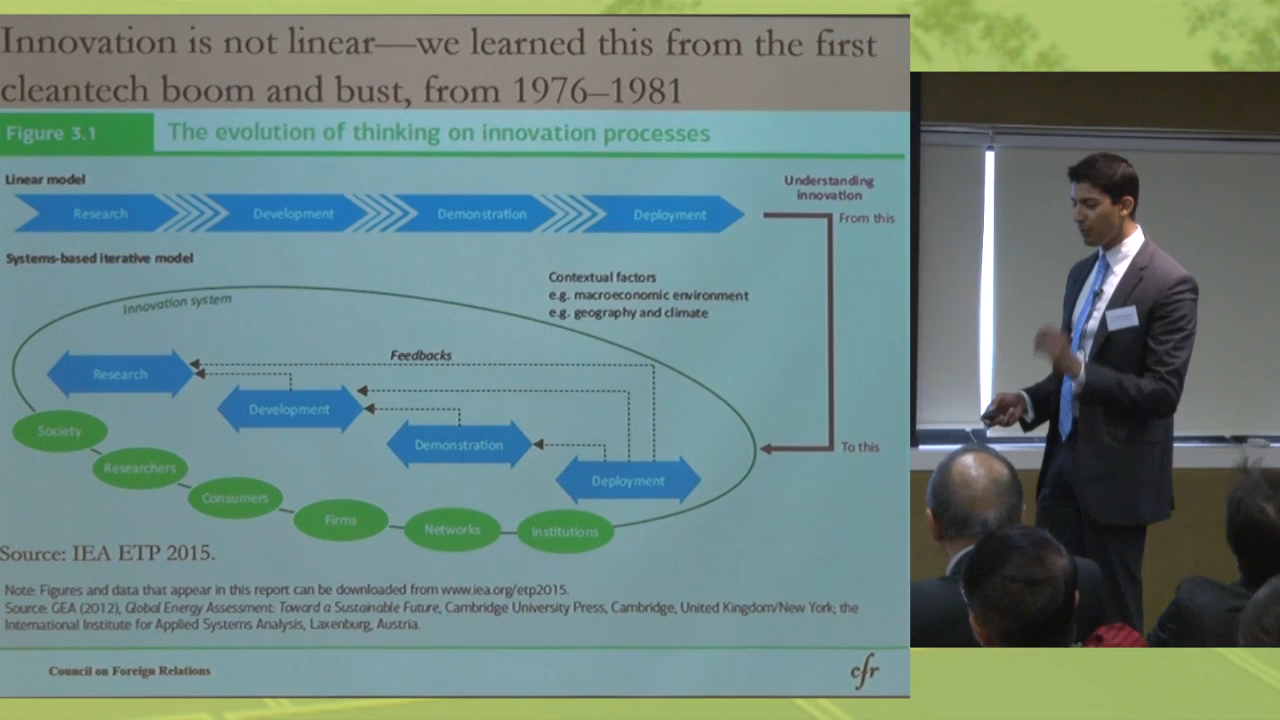 Innovation is not linear—we learned this from the first
cleantech boom and bust, from 1976–1981
Figure 3.1
The evolution of thinking on innovation processes
Linear model
Research
Development
Demonstration
Deployment
Understanding
innovation
From this
Systems-based iterative model
Contextual factors
e.g. macroeconomic environment
e.g. geography and climate
Innovation system
Feedbacks
Research
Development
Demonstration
Deployment
To this
Society
Researchers
Consumers
Firms
Networks
Institutions
Source: IEA ETP 2015.
Note: Figures and data that appear in this report can be downloaded from www.iea.org/etp2015.
Source: GEA (2012), Global Energy Assessment: Toward a Sustainable Future, Cambridge University Press, Cambridge, United Kingdom/New York; the
International Institute for Applied Systems Analysis, Laxenburg, Austria.
Council on Foreign Relations
cfr